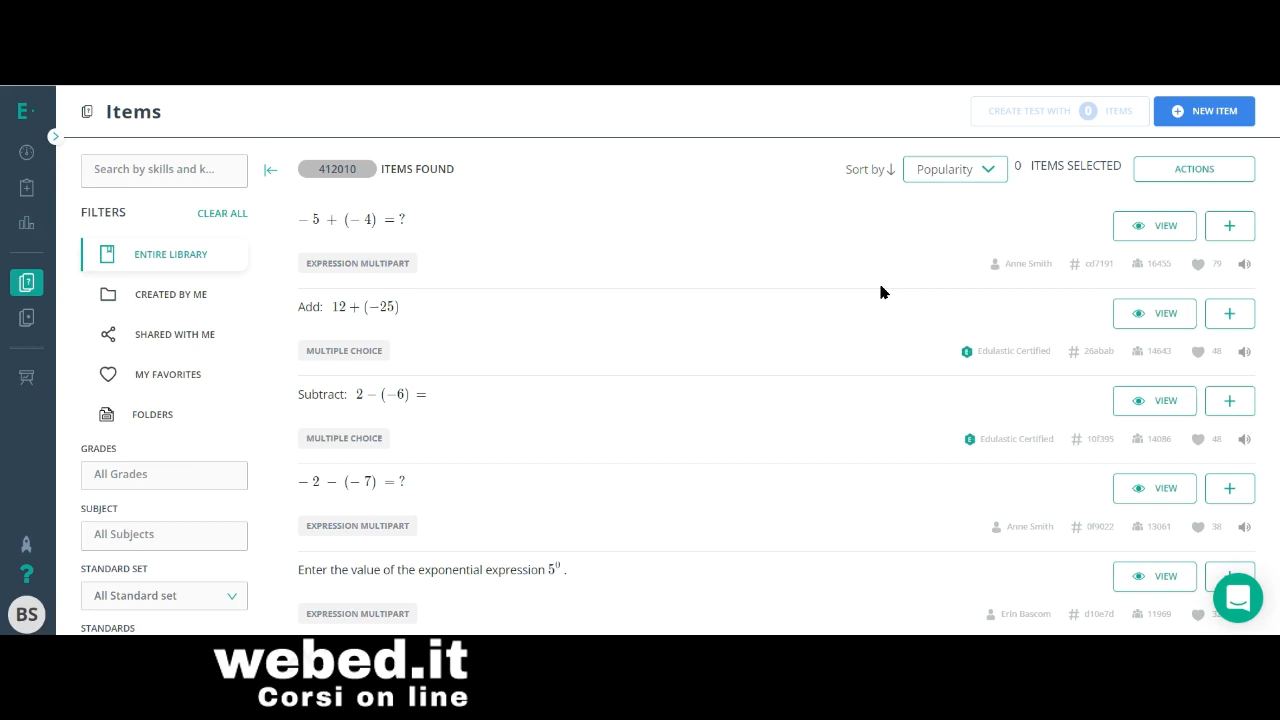 E·
Items
CREATE TEST WITH 0 ITEMS
NEW ITEM
Search by skills and k...
412010 ITEMS FOUND
Sort by↓ Popularity
0 ITEMS SELECTED
ACTIONS
FILTERS
CLEAR ALL
ENTIRE LIBRARY
CREATED BY ME
SHARED WITH ME
MY FAVORITES
FOLDERS
GRADES
All Grades
SUBJECT
All Subjects
STANDARD SET
All Standard set
STANDARDS
?
BS
− 5 + (− 4) = ?
VIEW +
EXPRESSION MULTIPART
Anne Smith # cd7191 16455 79
Add: 12 + (−25)
VIEW +
MULTIPLE CHOICE
Edulastic Certified # 26abab 14643 48
Subtract: 2 − (−6) =
VIEW +
MULTIPLE CHOICE
Edulastic Certified # 10f395 14086 48
− 2 − (− 7) = ?
VIEW +
EXPRESSION MULTIPART
Anne Smith # 0f9022 13061 38
Enter the value of the exponential expression 5⁰ .
VIEW
EXPRESSION MULTIPART
Erin Bascom # d10e7d 11969
webed.it
Corsi on line